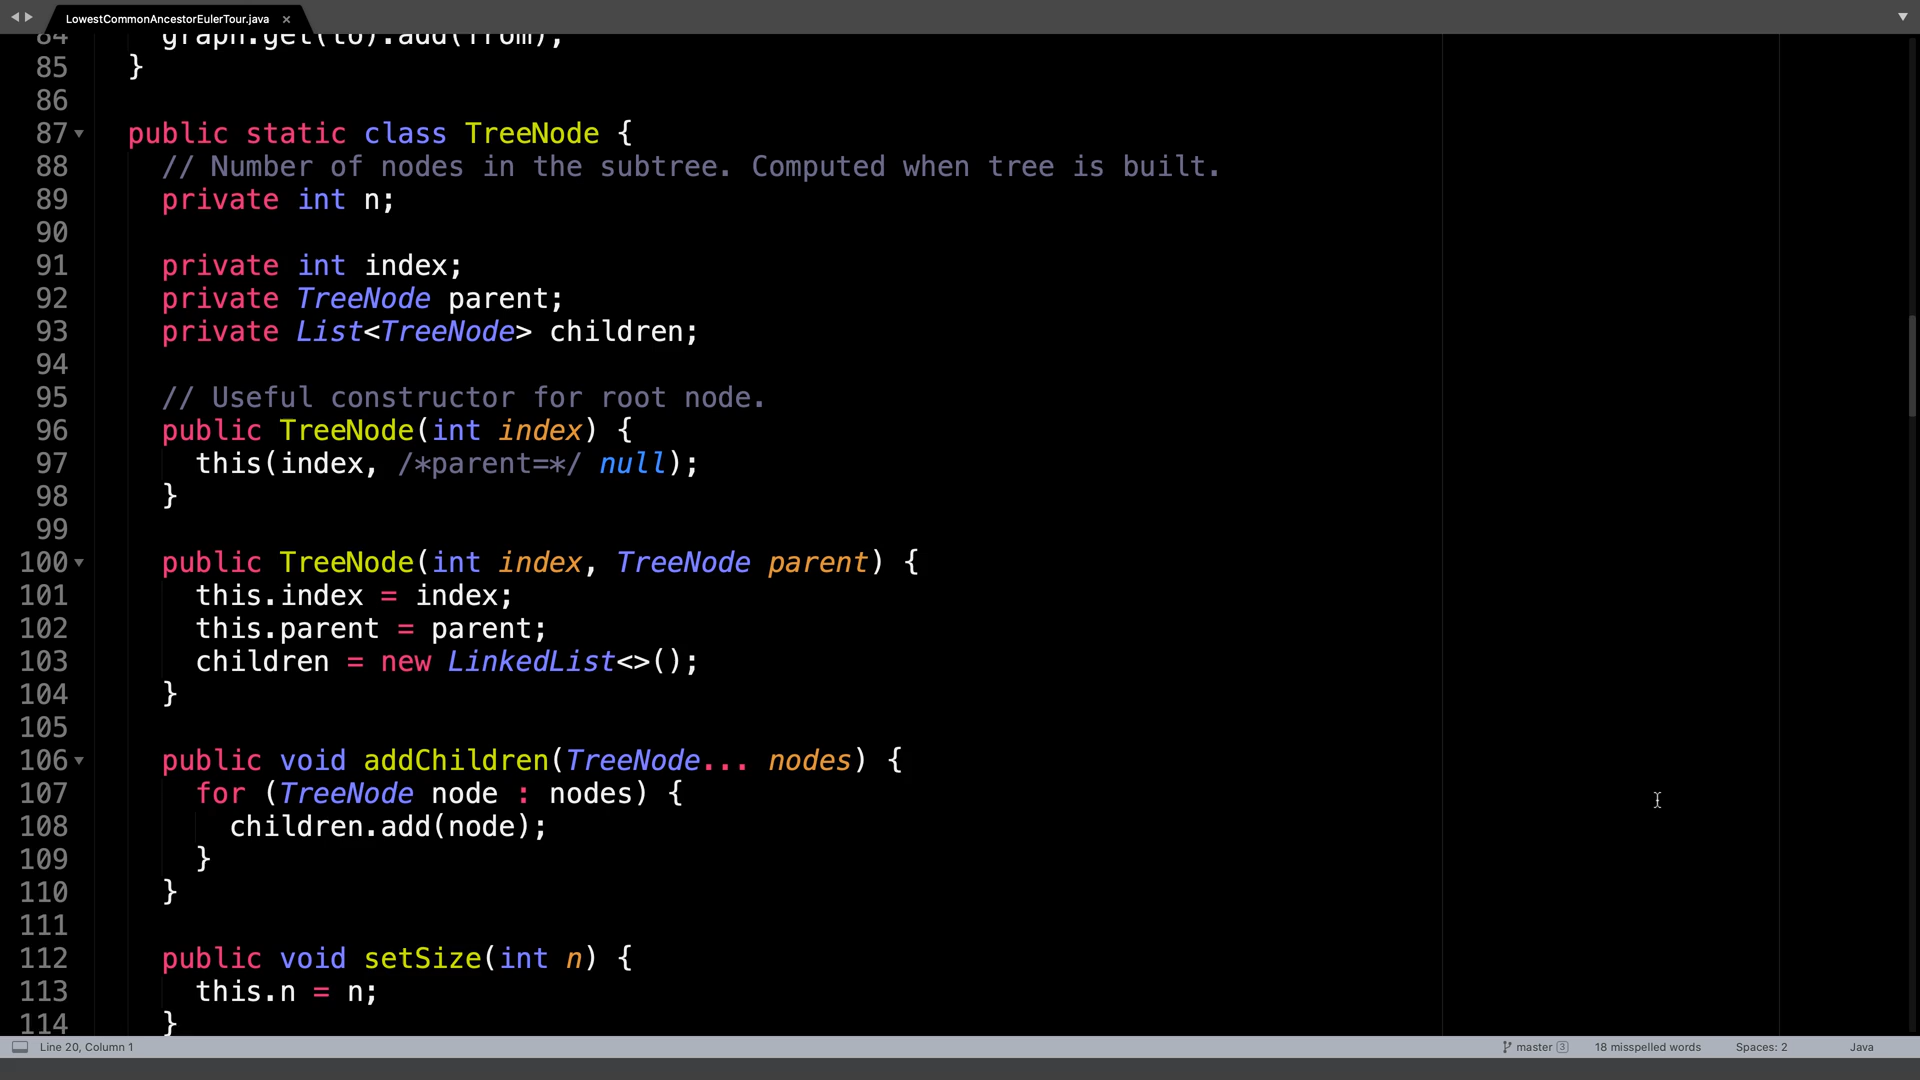 LowestCommonAncestorEulerTour.java ×
84 graph.get(to).add(from);
85 }
86
87 public static class TreeNode {
88 // Number of nodes in the subtree. Computed when tree is built.
89 private int n;
90
91 private int index;
92 private TreeNode parent;
93 private List<TreeNode> children;
94
95 // Useful constructor for root node.
96 public TreeNode(int index) {
97 this(index, /*parent=*/ null);
98 }
99
100 public TreeNode(int index, TreeNode parent) {
101 this.index = index;
102 this.parent = parent;
103 children = new LinkedList<>();
104 }
105
106 public void addChildren(TreeNode... nodes) {
107 for (TreeNode node : nodes) {
108 children.add(node);
109 }
110 }
111
112 public void setSize(int n) {
113 this.n = n;
114 }
Line 20, Column 1 master 3 18 misspelled words Spaces: 2 Java